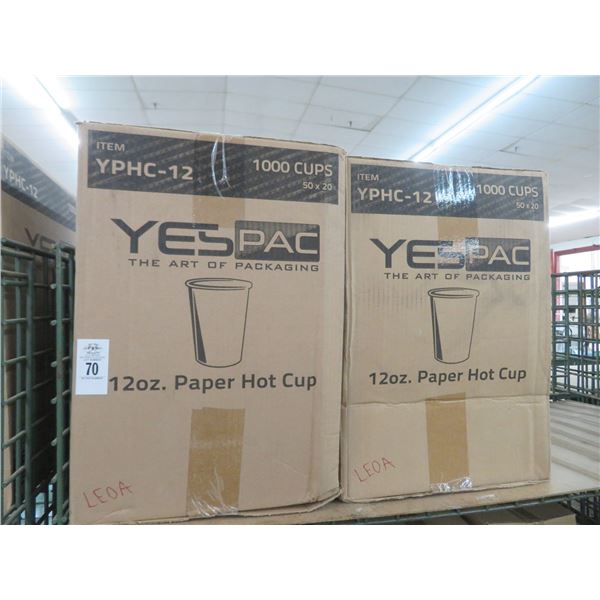 ITEM
YPHC-12
1000 CUPS
50 x 20
YESPAC
THE ART OF PACKAGING
12oz. Paper Hot Cup
70
LEOA
ITEM
YPHC-12
1000 CUPS
50 x 20
YESPAC
THE ART OF PACKAGING
12oz. Paper Hot Cup
LEOA
YPHC-12